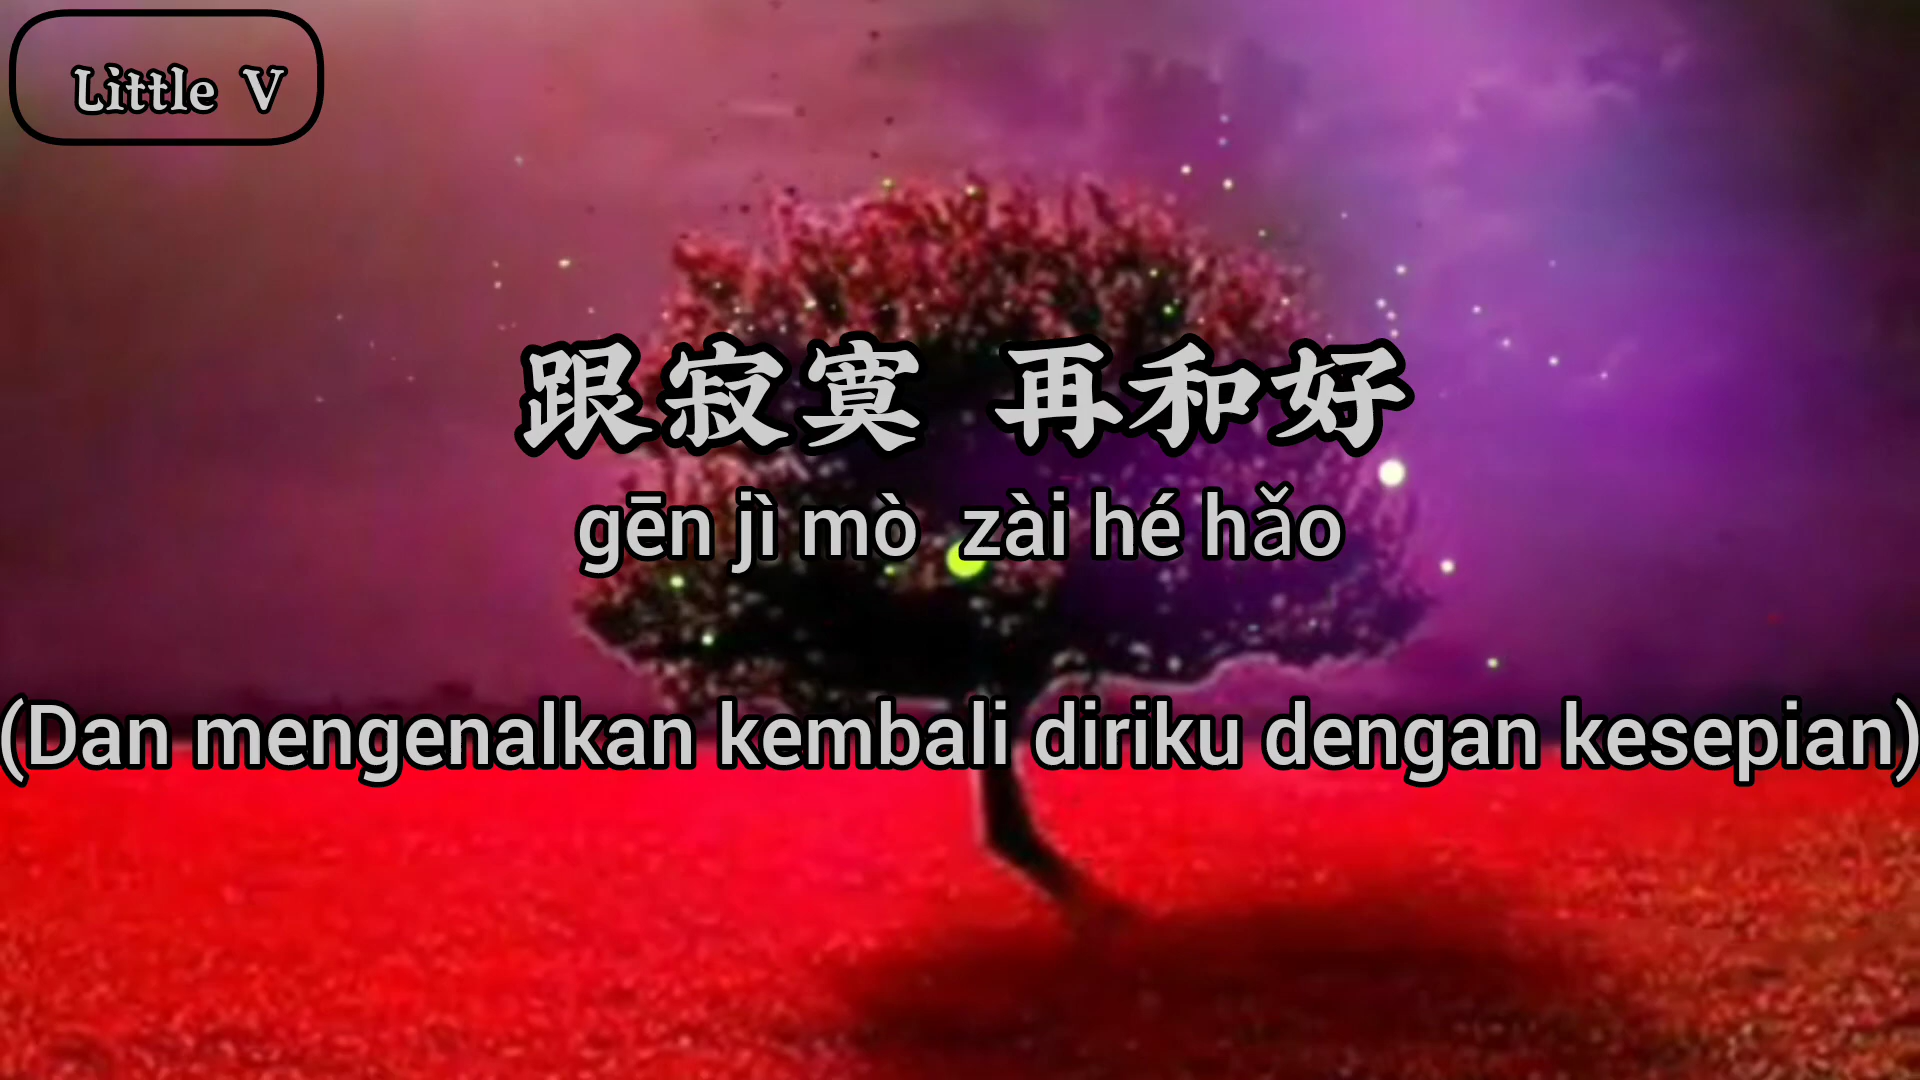 Little V
跟寂寞 再和好
gēn jì mò zài hé hǎo
(Dan mengenalkan kembali diriku dengan kesepian)